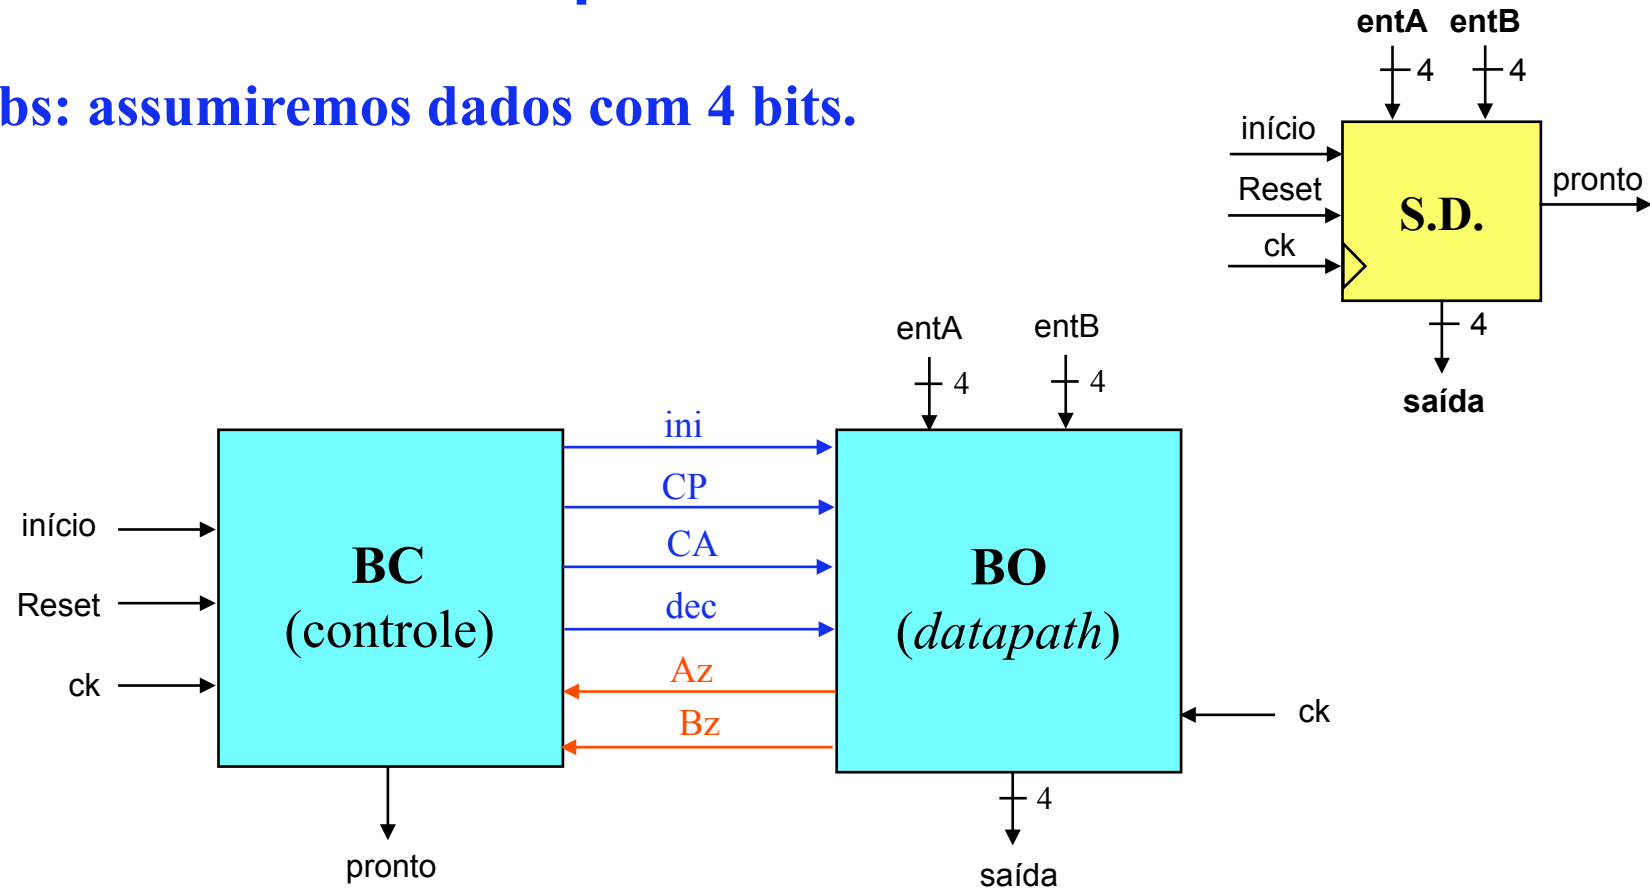 bs: assumiremos dados com 4 bits.
entA entB
4 4
início
Reset
ck
S.D.
pronto
4
saída
entA entB
4 4
início
Reset
ck
BC
(controle)
ini
CP
CA
dec
Az
Bz
BO
(datapath)
ck
4
pronto
saída